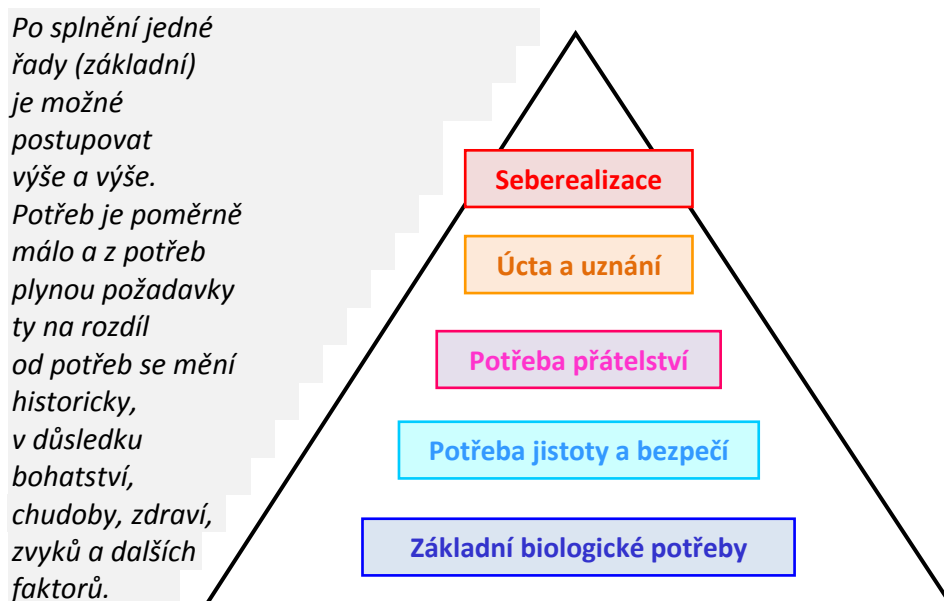 Po splnění jedné
řady (základní)
je možné
postupovat
výše a výše.
Potřeb je poměrně
málo a z potřeb
plynou požadavky
ty na rozdíl
od potřeb se mění
historicky,
v důsledku
bohatství,
chudoby, zdraví,
zvyků a dalších
faktorů.
Seberealizace
Úcta a uznání
Potřeba přátelství
Potřeba jistoty a bezpečí
Základní biologické potřeby